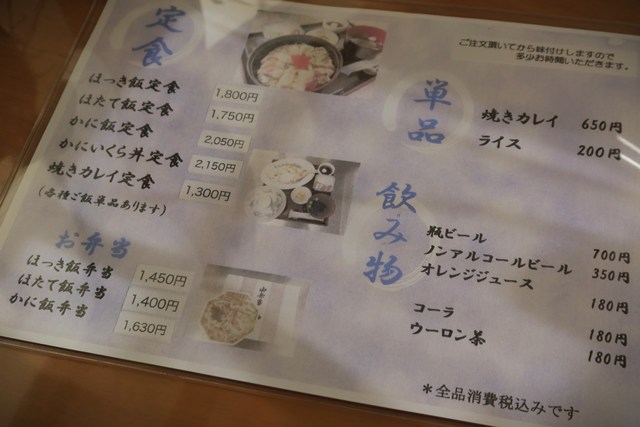 定食
はっき飯定食 1,800円
ほたて飯定食 1,750円
かに飯定食 2,050円
かにいくら丼定食 2,150円
焼きカレイ定食 1,300円
(各種ご飯単品あります)
お弁当
ほっき飯弁当 1,450円
ほたて飯弁当 1,400円
かに飯弁当 1,630円
ご注文頂いてから味付けしますので
多少お時間いただきます。
単品
焼きカレイ 650円
ライス 200円
飲み物
瓶ビール 700円
ノンアルコールビール 350円
オレンジジュース 180円
コーラ 180円
ウーロン茶 180円
*全品消費税込みです